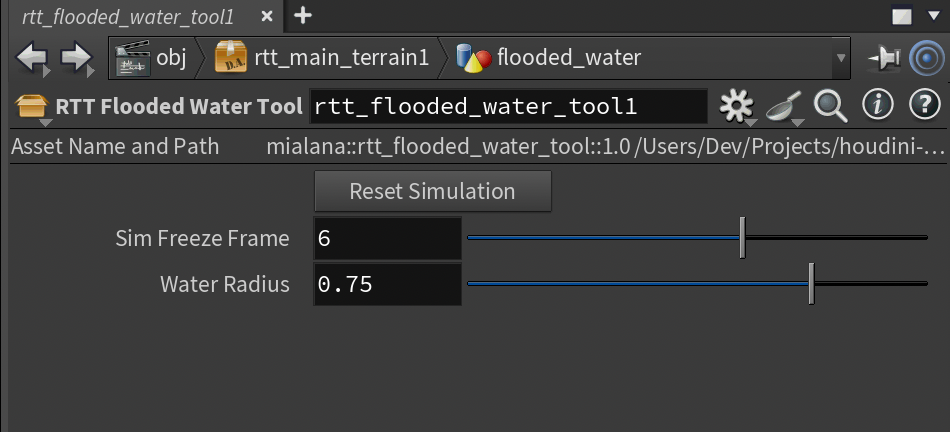 rtt_flooded_water_tool1 × +
obj rtt_main_terrain1 flooded_water
RTT Flooded Water Tool rtt_flooded_water_tool1
Asset Name and Path mialana::rtt_flooded_water_tool::1.0 /Users/Dev/Projects/houdini-...
Reset Simulation
Sim Freeze Frame 6
Water Radius 0.75